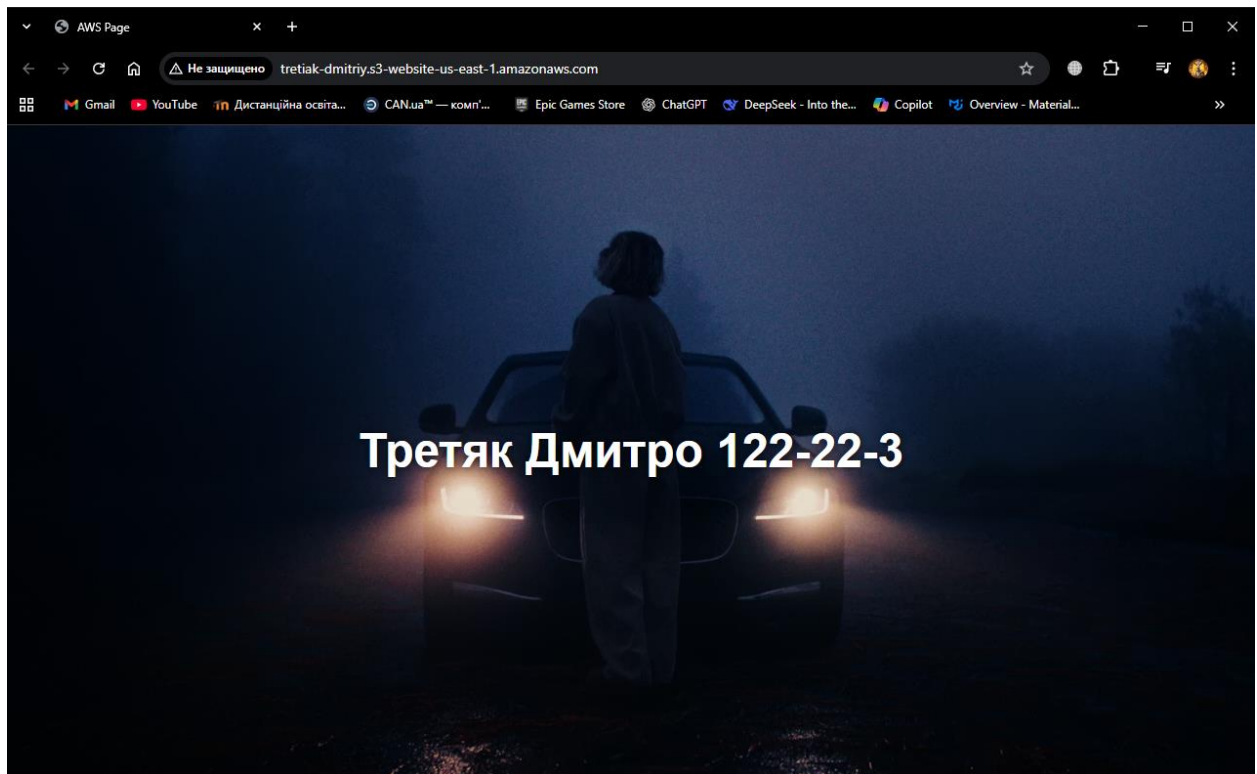 AWS Page
Не защищено tretiak-dmitriy.s3-website-us-east-1.amazonaws.com
Gmail YouTube Дистанційна освіта... CAN.ua™ — комп'... Epic Games Store ChatGPT DeepSeek - Into the... Copilot Overview - Material...
Третяк Дмитро 122-22-3